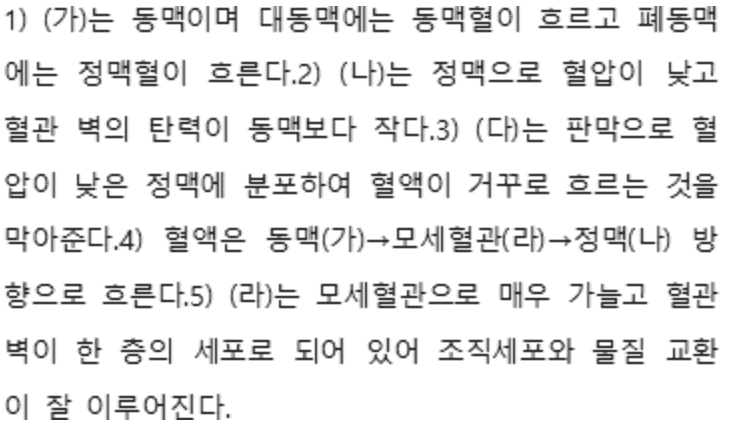 1) (가)는 동맥이며 대동맥에는 동맥혈이 흐르고 폐동맥
에는 정맥혈이 흐른다.2) (나)는 정맥으로 혈압이 낮고
혈관 벽의 탄력이 동맥보다 작다.3) (다)는 판막으로 혈
압이 낮은 정맥에 분포하여 혈액이 거꾸로 흐르는 것을
막아준다.4) 혈액은 동맥(가)→모세혈관(라)→정맥(나) 방
향으로 흐른다.5) (라)는 모세혈관으로 매우 가늘고 혈관
벽이 한 층의 세포로 되어 있어 조직세포와 물질 교환
이 잘 이루어진다.